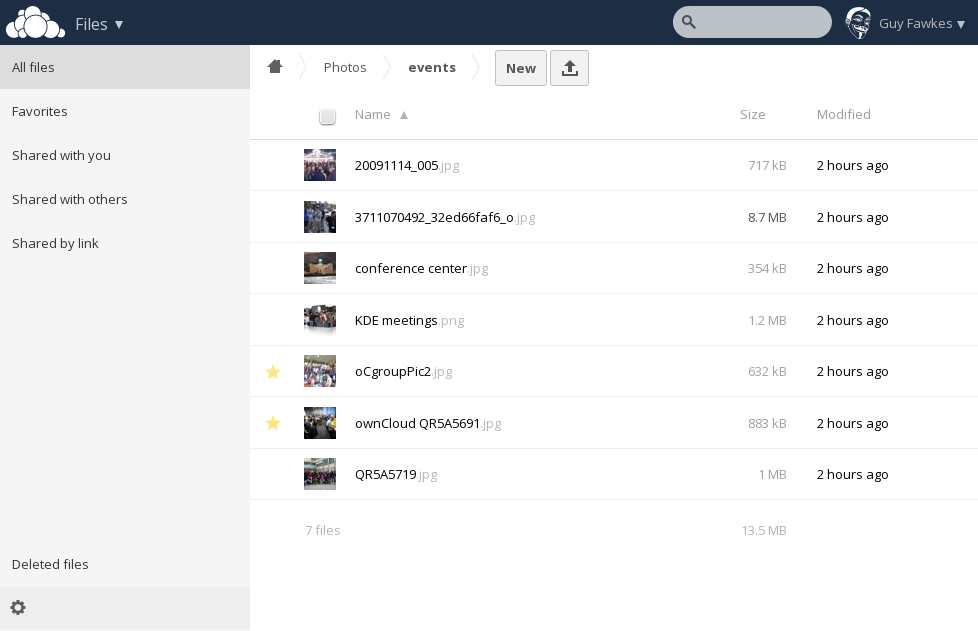 Files ▼
Guy Fawkes ▼
All files
Favorites
Shared with you
Shared with others
Shared by link
Deleted files
Photos
events
New
Name ▲ Size Modified
20091114_005.jpg 717 kB 2 hours ago
3711070492_32ed66faf6_o.jpg 8.7 MB 2 hours ago
conference center.jpg 354 kB 2 hours ago
KDE meetings.png 1.2 MB 2 hours ago
oCgroupPic2.jpg 632 kB 2 hours ago
ownCloud QR5A5691.jpg 883 kB 2 hours ago
QR5A5719.jpg 1 MB 2 hours ago
7 files 13.5 MB